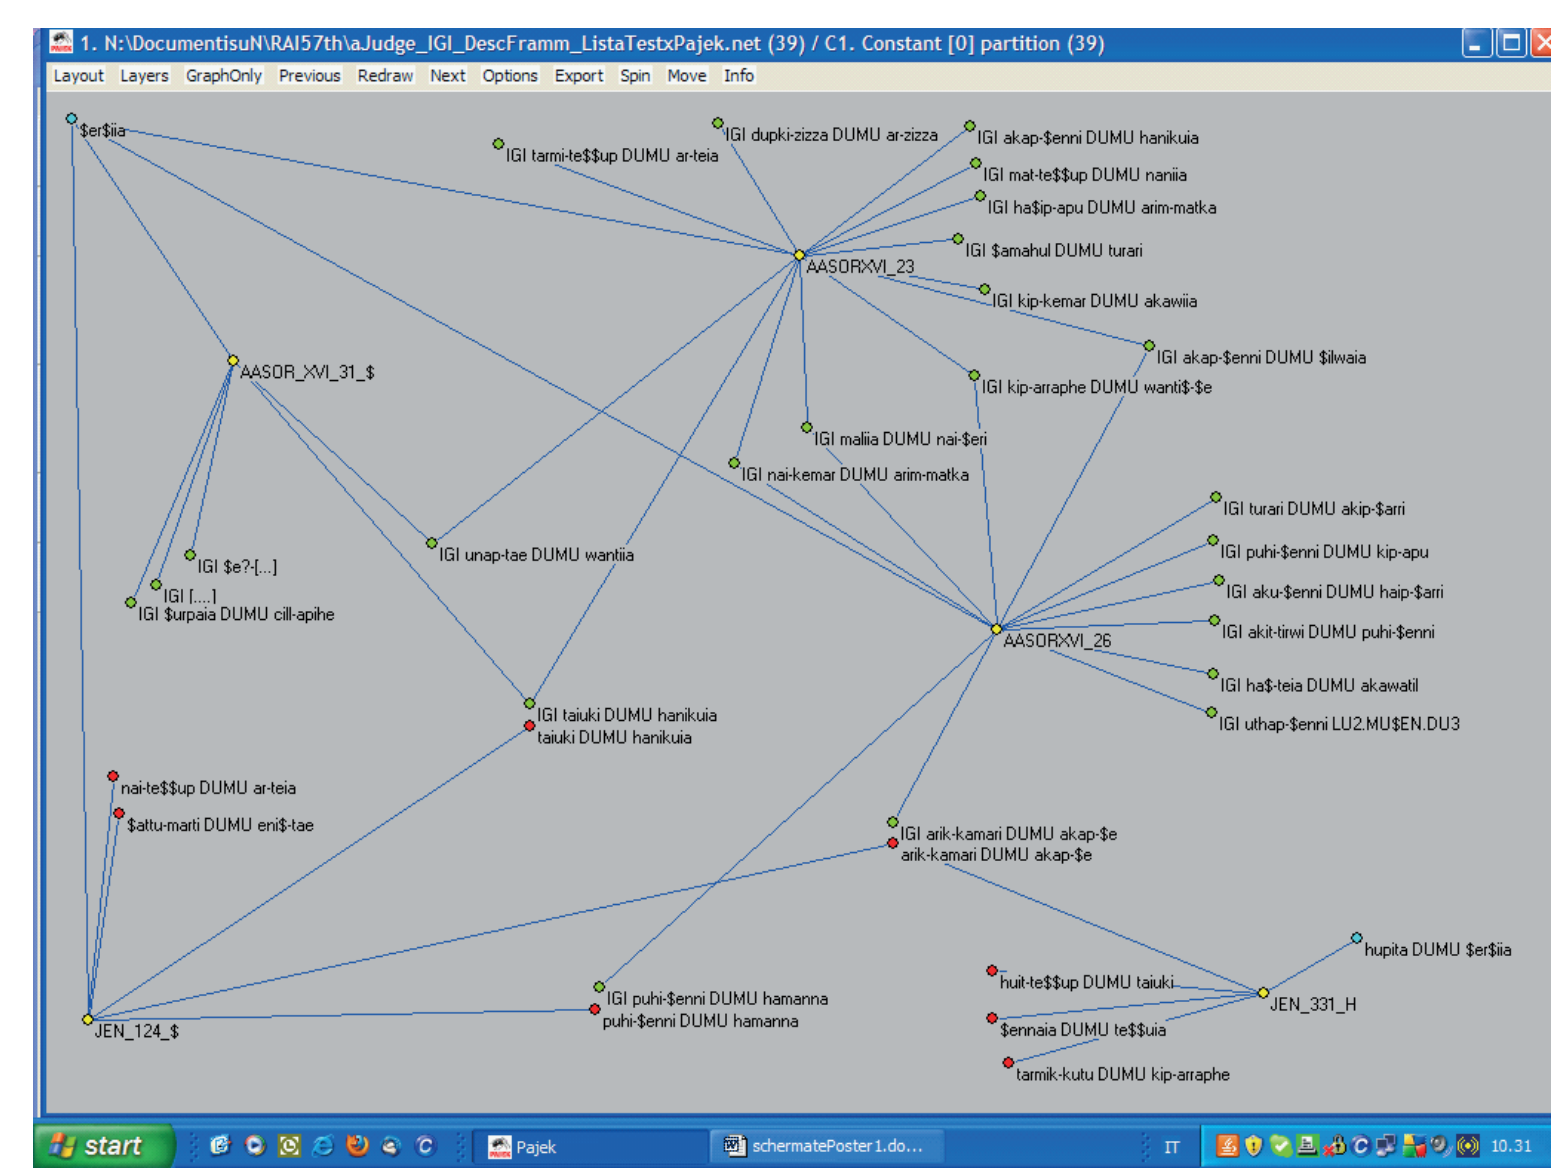 1. N:\DocumentisuN\RAI57th\aJudge_IGI_DescFramm_ListaTestxPajek.net (39) / C1. Constant [0] partition (39)
Layout Layers GraphOnly Previous Redraw Next Options Export Spin Move Info
$er$iia
IGI dupki-zizza DUMU ar-zizza
IGI akap-$enni DUMU hanikuia
IGI tarmi-te$$up DUMU ar-teia
IGI mat-te$$up DUMU naniia
IGI ha$ip-apu DUMU arim-matka
IGI $amahul DUMU turari
AASORXVI_23
IGI kip-kemar DUMU akawiia
IGI akap-$enni DUMU $ilwaia
AASOR_XVI_31_$
IGI kip-arraphe DUMU wanti$-$e
IGI maliia DUMU nai-$eri
IGI nai-kemar DUMU arim-matka
IGI turari DUMU akip-$arri
IGI unap-tae DUMU wantiia
IGI puhi-$enni DUMU kip-apu
IGI $e?-[...]
IGI aku-$enni DUMU haip-$arri
IGI [....]
IGI $urpaia DUMU cill-apihe
IGI akit-tirwi DUMU puhi-$enni
AASORXVI_26
IGI ha$-teia DUMU akawatil
IGI taiuki DUMU hanikuia
IGI uthap-$enni LU2.MU$EN.DU3
taiuki DUMU hanikuia
nai-te$$up DUMU ar-teia
$attu-marti DUMU eni$-tae
IGI arik-kamari DUMU akap-$e
arik-kamari DUMU akap-$e
hupita DUMU $er$iia
huit-te$$up DUMU taiuki
IGI puhi-$enni DUMU hamanna
JEN_331_H
puhi-$enni DUMU hamanna
JEN_124_$
$ennaia DUMU te$$uia
tarmik-kutu DUMU kip-arraphe
start Pajek schermatePoster1.do... IT 10.31